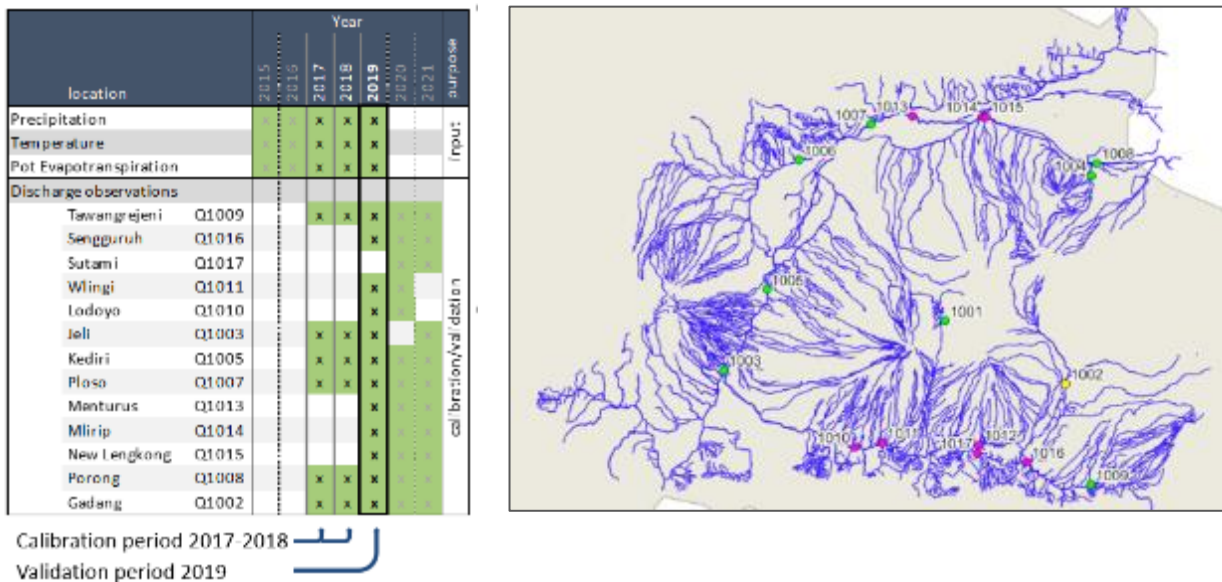 Year
location 2015 2016 2017 2018 2019 2020 2021 purpose
Precipitation x x x x x
Temperature x x x x x
Pot Evapotranspiration x x x x x
input
Discharge observations
Tawangrejeni Q1009 x x x x x
Sengguruh Q1016 x x x
Sutami Q1017 x x
Wlingi Q1011 x x
Lodoyo Q1010 x x
Jeli Q1003 x x x x
Kediri Q1005 x x x x x
Ploso Q1007 x x x x x
Menturus Q1013 x x x
Mlirip Q1014 x x x
New Lengkong Q1015 x x x
Porong Q1008 x x x x x
Gadang Q1002 x x x x x
calibration/validation
Calibration period 2017-2018
Validation period 2019
1007 1013 1014 1015
1006
1008
1004
1005
1001
1003
1002
1010 1011 1017 1012
1016
1009